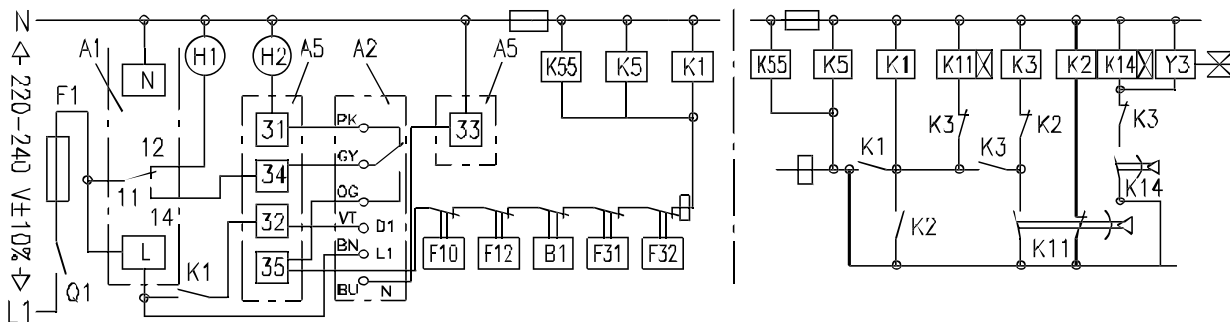 N
220-240 V±10%
L1
F1
Q1
A1
N
H1
H2
A5
A2
A5
12
11
14
L
K1
31
34
32
35
PK
GY
OG
VT
D1
BN
L1
BU
N
33
K55
K5
K1
F10
F12
B1
F31
F32
K55
K5
K1
K11
K3
K2
K14
Y3
K1
K3
K3
K2
K3
K14
K2
K11